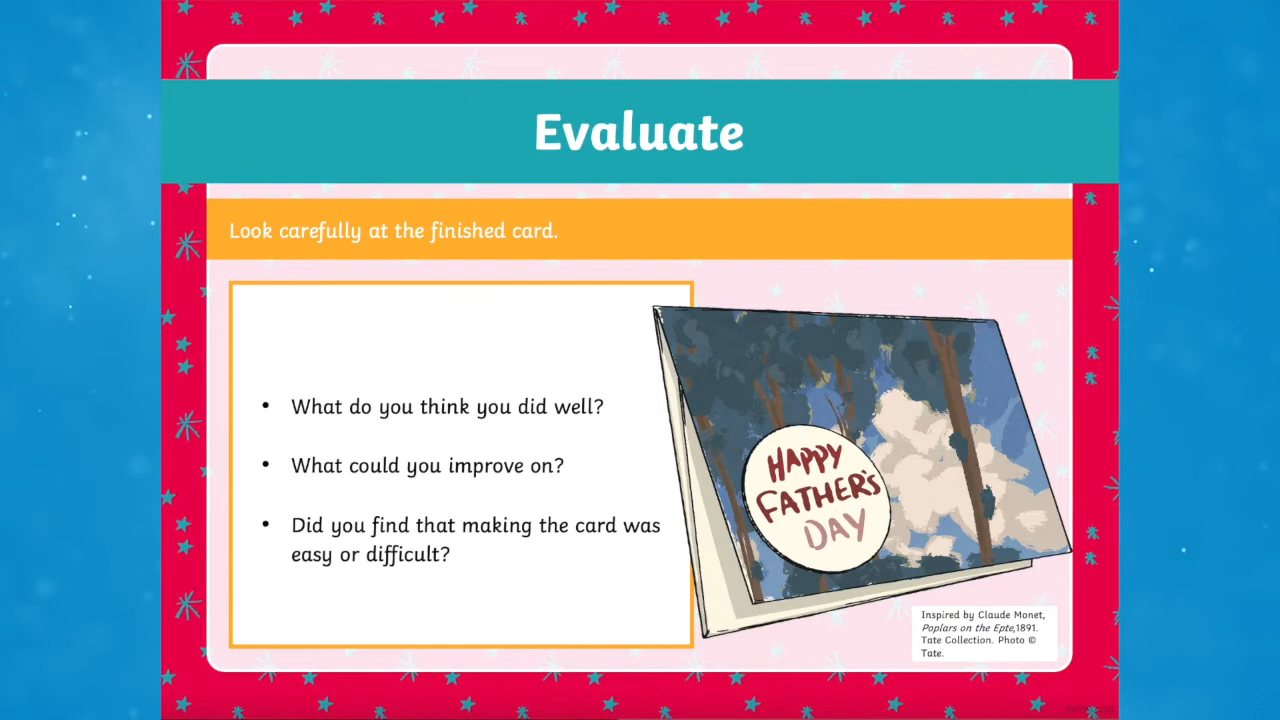 Evaluate
Look carefully at the finished card.
• What do you think you did well?
• What could you improve on?
• Did you find that making the card was
easy or difficult?
HAPPY
FATHER'S
DAY
Inspired by Claude Monet,
Poplars on the Epte,1891.
Tate Collection. Photo ©
Tate.